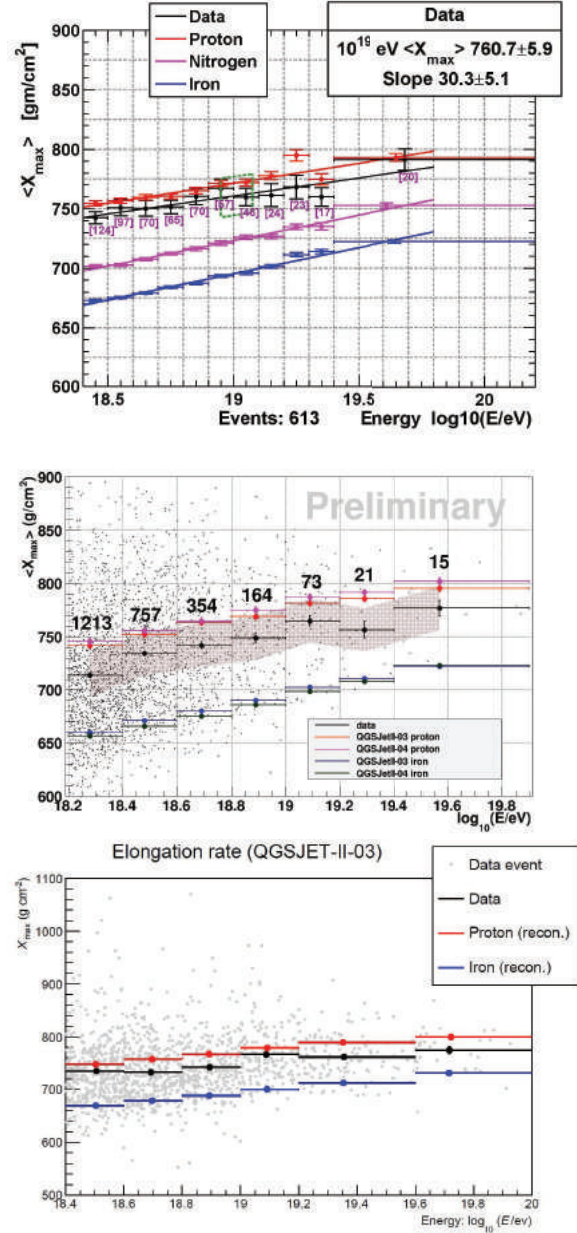 Data
Proton
Nitrogen
Iron
Data
10¹⁹ eV <X_max> 760.7±5.9
Slope 30.3±5.1
<X_max> [gm/cm²]
900
850
800
750
700
650
600
[124]
[97]
[70]
[85]
[70]
[67]
[46]
[24]
[23]
[17]
[20]
18.5
19
19.5
20
Events: 613
Energy log10(E/eV)
<X_max> (g/cm²)
Preliminary
900
850
800
750
700
650
600
1213
757
354
164
73
21
15
data
QGSJetII-03 proton
QGSJetII-04 proton
QGSJetII-03 iron
QGSJetII-04 iron
18.2
18.4
18.6
18.8
19
19.2
19.4
19.6
19.8
log₁₀(E/eV)
Elongation rate (QGSJET-II-03)
Data event
Data
Proton (recon.)
Iron (recon.)
X_max (g cm⁻²)
1100
1000
900
800
700
600
500
18.4
18.6
18.8
19.0
19.2
19.4
19.6
19.8
20
Energy: log₁₀ (E/ev)